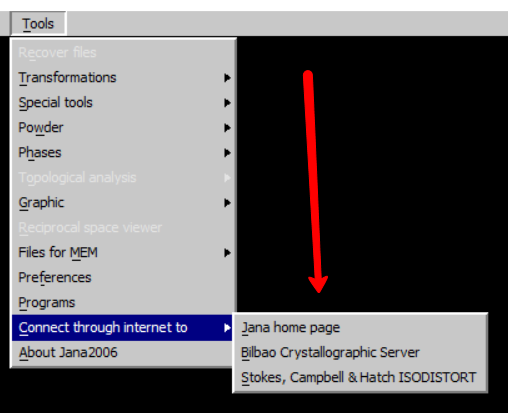 Tools
Recover files
Transformations
Special tools
Powder
Phases
Topological analysis
Graphic
Reciprocal space viewer
Files for MEM
Preferences
Programs
Connect through internet to
About Jana2006
Jana home page
Bilbao Crystallographic Server
Stokes, Campbell & Hatch ISODISTORT